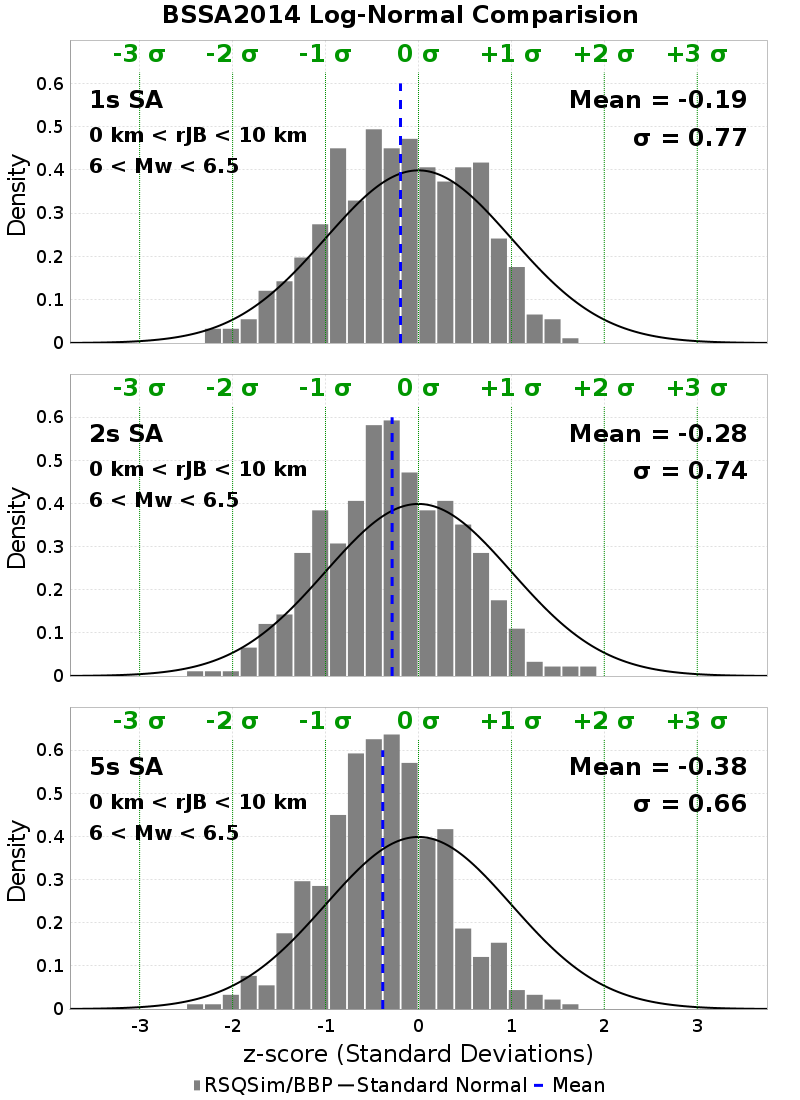 BSSA2014 Log-Normal Comparision
-3 σ -2 σ -1 σ 0 σ +1 σ +2 σ +3 σ
1s SA
0 km < rJB < 10 km
6 < Mw < 6.5
Mean = -0.19
σ = 0.77
Density
0.6
0.5
0.4
0.3
0.2
0.1
0
-3 σ -2 σ -1 σ 0 σ +1 σ +2 σ +3 σ
2s SA
0 km < rJB < 10 km
6 < Mw < 6.5
Mean = -0.28
σ = 0.74
Density
0.6
0.5
0.4
0.3
0.2
0.1
0
-3 σ -2 σ -1 σ 0 σ +1 σ +2 σ +3 σ
5s SA
0 km < rJB < 10 km
6 < Mw < 6.5
Mean = -0.38
σ = 0.66
Density
0.6
0.5
0.4
0.3
0.2
0.1
0
-3 -2 -1 0 1 2 3
z-score (Standard Deviations)
RSQSim/BBP Standard Normal Mean